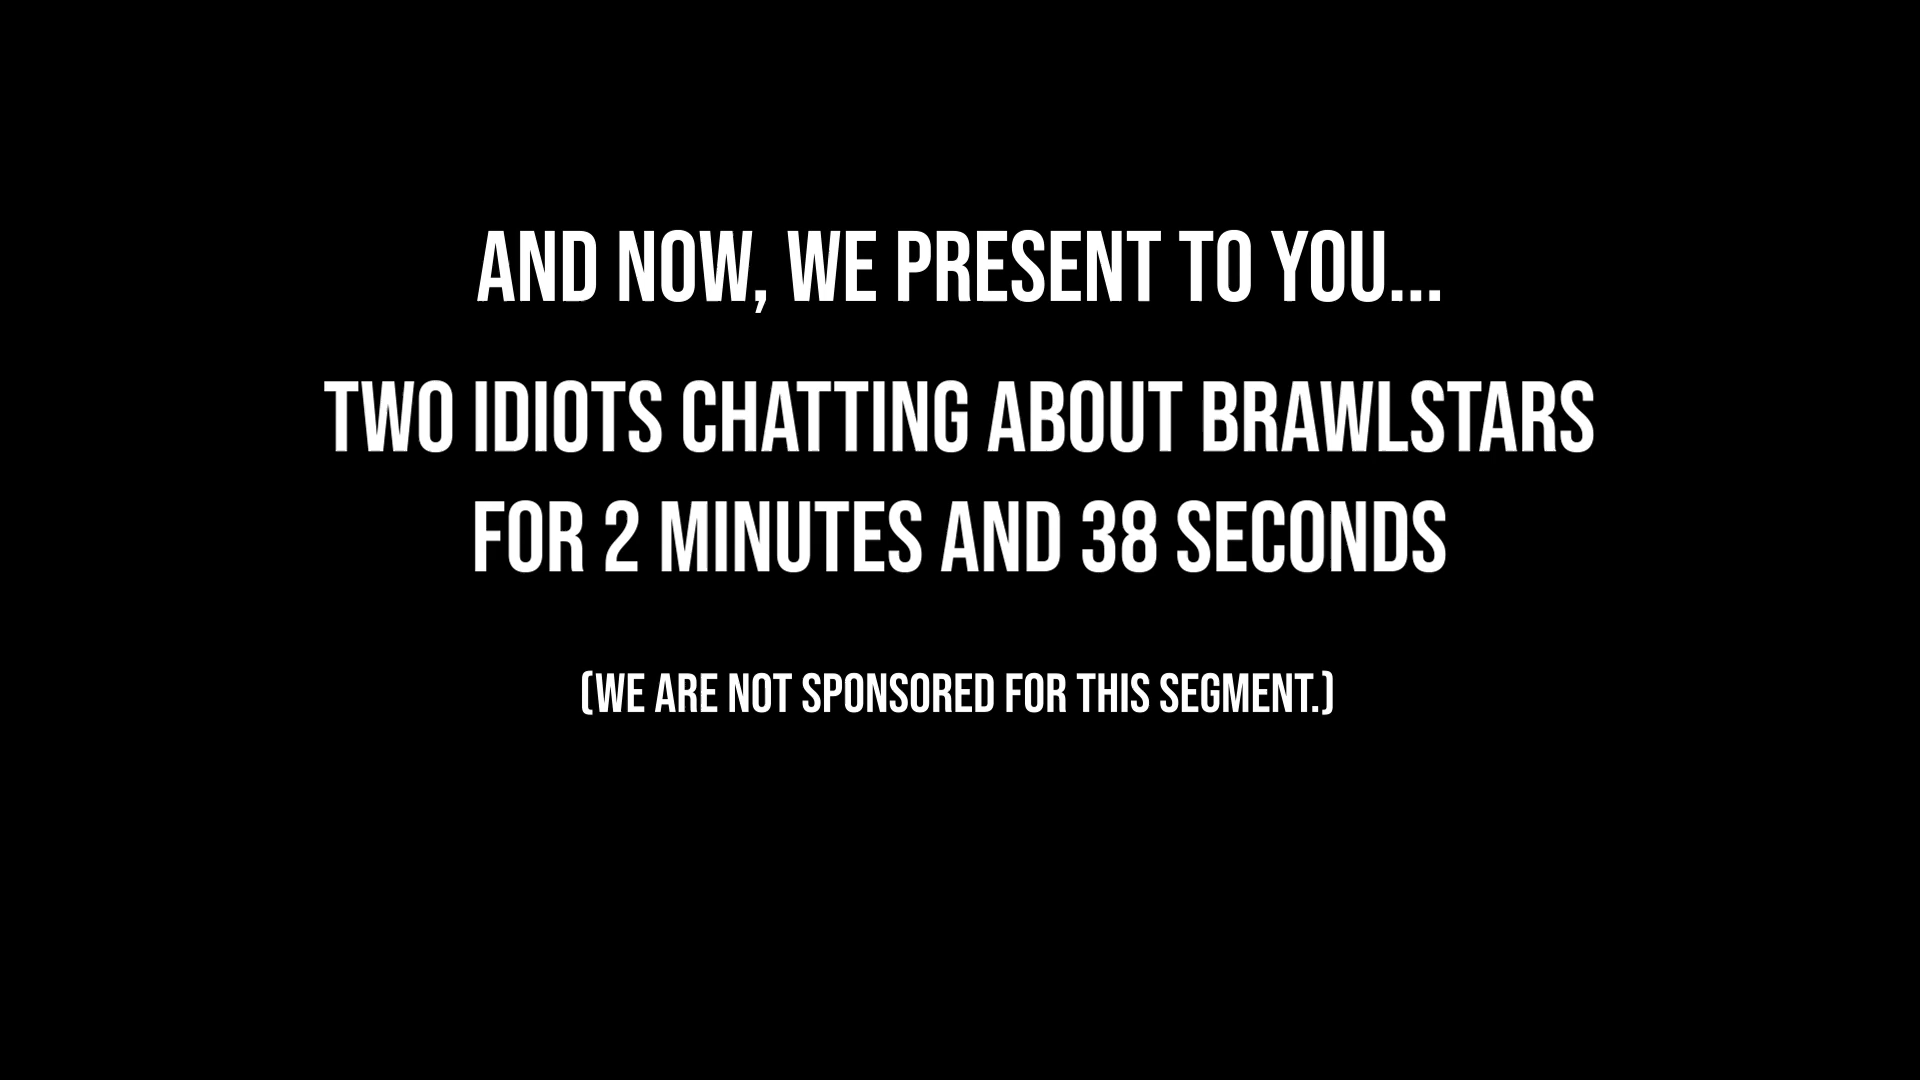 AND NOW, WE PRESENT TO YOU...
TWO IDIOTS CHATTING ABOUT BRAWLSTARS
FOR 2 MINUTES AND 38 SECONDS
(WE ARE NOT SPONSORED FOR THIS SEGMENT.)